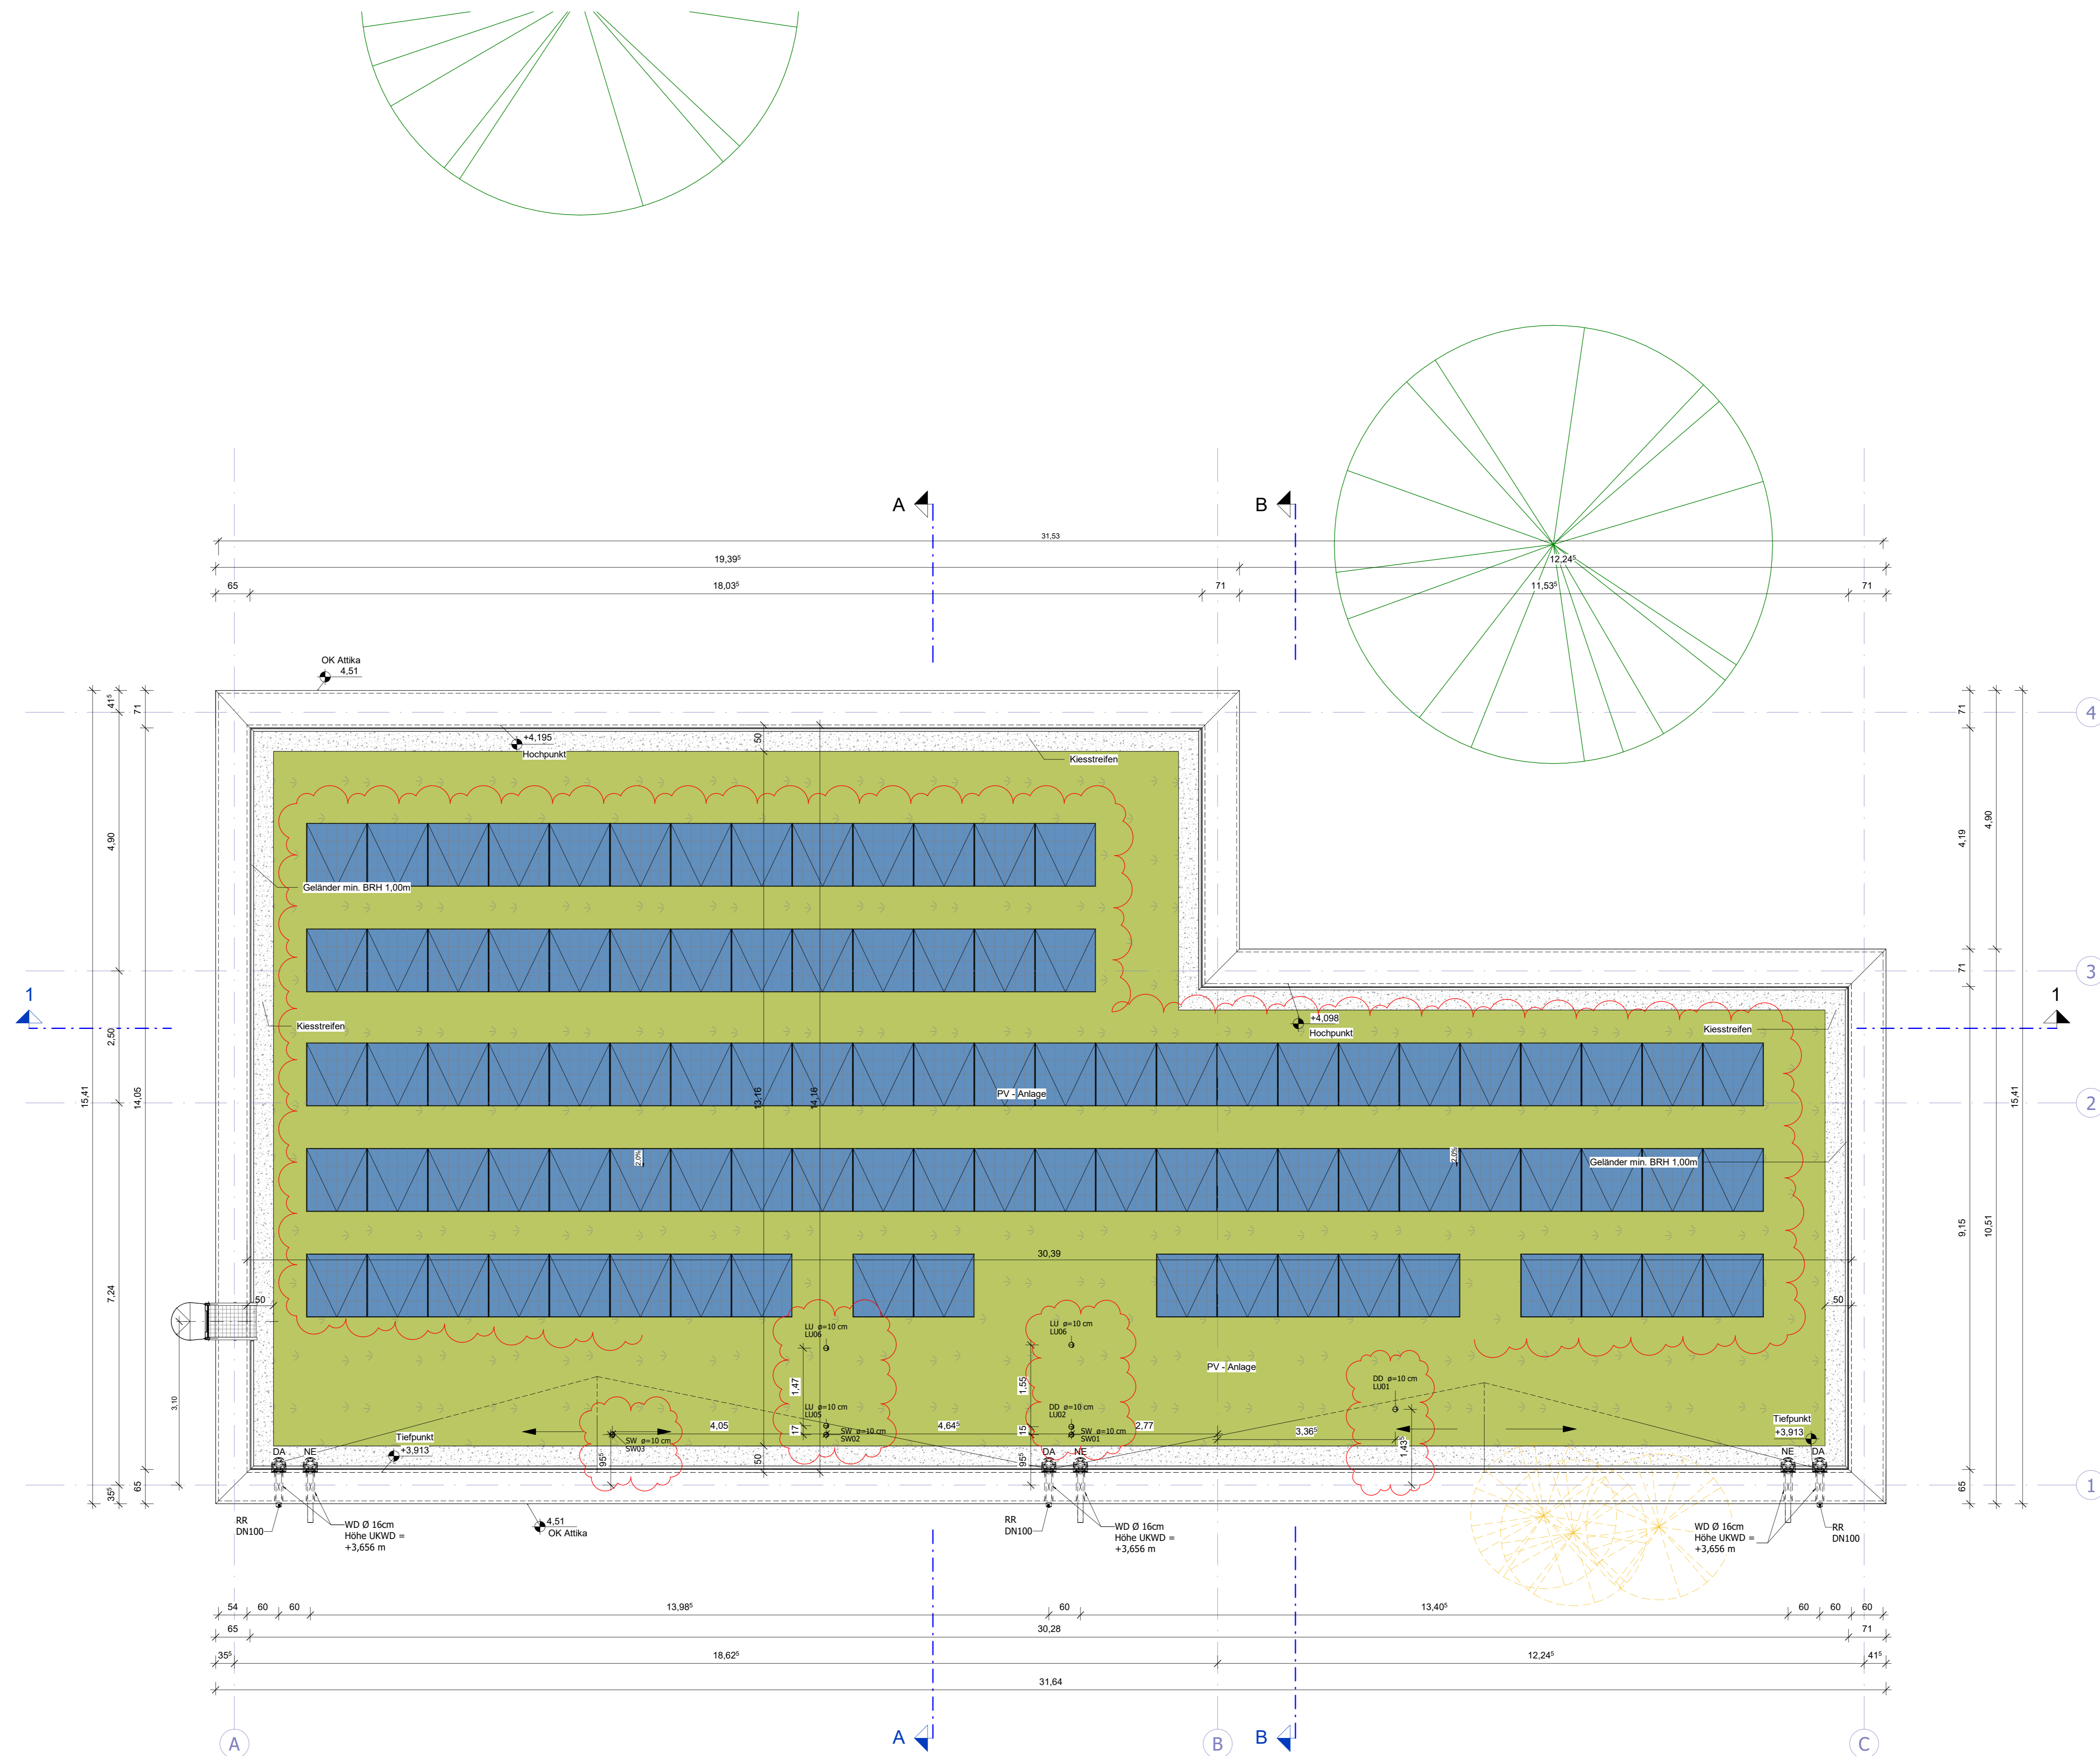 A
B
31,53
19,39⁵
12,24⁵
65
18,03⁵
71
11,53⁵
71
OK Attika
4,51
41⁵
71
71
4
+4,195
Hochpunkt
50
Kiesstreifen
4,90
4,19
4,90
Geländer min. BRH 1,00m
71
3
1
1
Kiesstreifen
+4,098
Hochpunkt
Kiesstreifen
2,50
15,41
14,05
13,16
14,16
PV - Anlage
15,41
2
2,0%
2,0%
Geländer min. BRH 1,00m
9,15
10,51
7,24
30,39
50
50
LU ø=10 cm
LU06
LU ø=10 cm
LU06
3,10
1,47
1,55
PV - Anlage
DD ø=10 cm
LU01
LU ø=10 cm
LU05
DD ø=10 cm
LU02
4,05
17
SW ø=10 cm
SW02
4,64⁵
15
SW ø=10 cm
SW01
2,77
3,36⁵
1,43⁵
Tiefpunkt
+3,913
Tiefpunkt
+3,913
SW ø=10 cm
SW03
95⁵
50
95⁵
DA
NE
DA
NE
NE
DA
35⁵
65
65
1
RR
DN100
WD Ø 16cm
Höhe UKWD =
+3,656 m
4,51
OK Attika
RR
DN100
WD Ø 16cm
Höhe UKWD =
+3,656 m
WD Ø 16cm
Höhe UKWD =
+3,656 m
RR
DN100
54
60
60
13,98⁵
60
13,40⁵
60
60
60
65
30,28
71
35⁵
18,62⁵
12,24⁵
41⁵
31,64
A
A
B
B
C